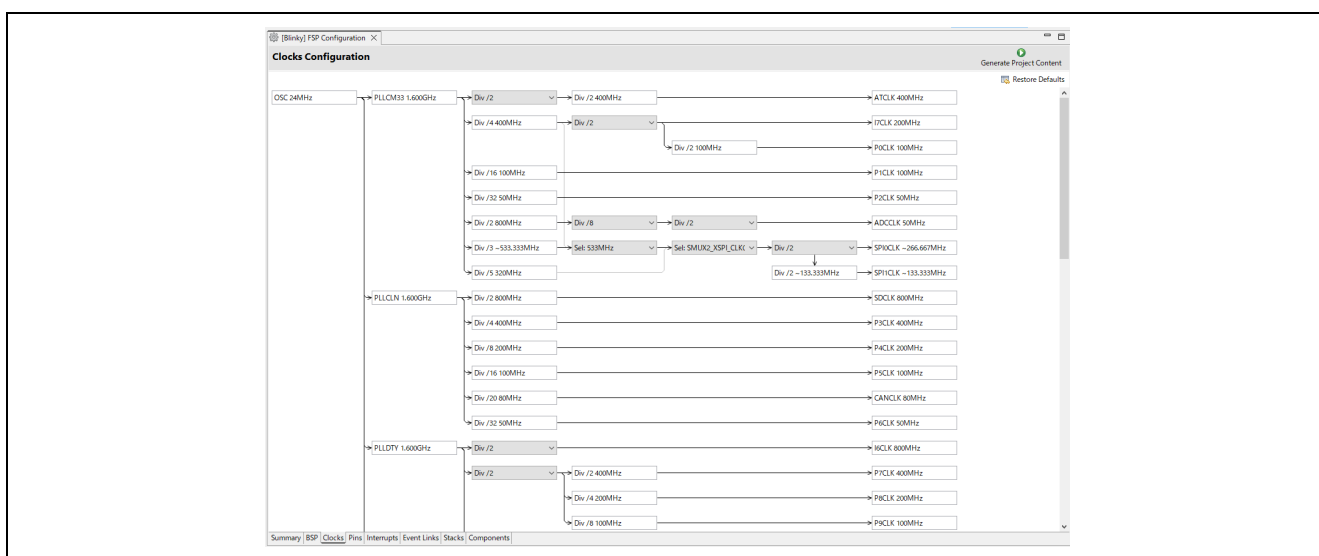 [Blinky] FSP Configuration
Clocks Configuration
Generate Project Content
Restore Defaults
OSC 24MHz PLLCM33 1.600GHz Div /2 Div /2 400MHz ATCLK 400MHz
Div /4 400MHz Div /2 I7CLK 200MHz
Div /2 100MHz P0CLK 100MHz
Div /16 100MHz P1CLK 100MHz
Div /32 50MHz P2CLK 50MHz
Div /2 800MHz Div /8 Div /2 ADCCLK 50MHz
Div /3 ~533.333MHz Sel: 533MHz Sel: SMUX2_XSPI_CLK( Div /2 SPI0CLK ~266.667MHz
Div /5 320MHz Div /2 ~133.333MHz SPI1CLK ~133.333MHz
PLLCLN 1.600GHz Div /2 800MHz SDCLK 800MHz
Div /4 400MHz P3CLK 400MHz
Div /8 200MHz P4CLK 200MHz
Div /16 100MHz P5CLK 100MHz
Div /20 80MHz CANCLK 80MHz
Div /32 50MHz P6CLK 50MHz
PLLDTY 1.600GHz Div /2 I6CLK 800MHz
Div /2 Div /2 400MHz P7CLK 400MHz
Div /4 200MHz P8CLK 200MHz
Div /8 100MHz P9CLK 100MHz
Summary BSP Clocks Pins Interrupts Event Links Stacks Components